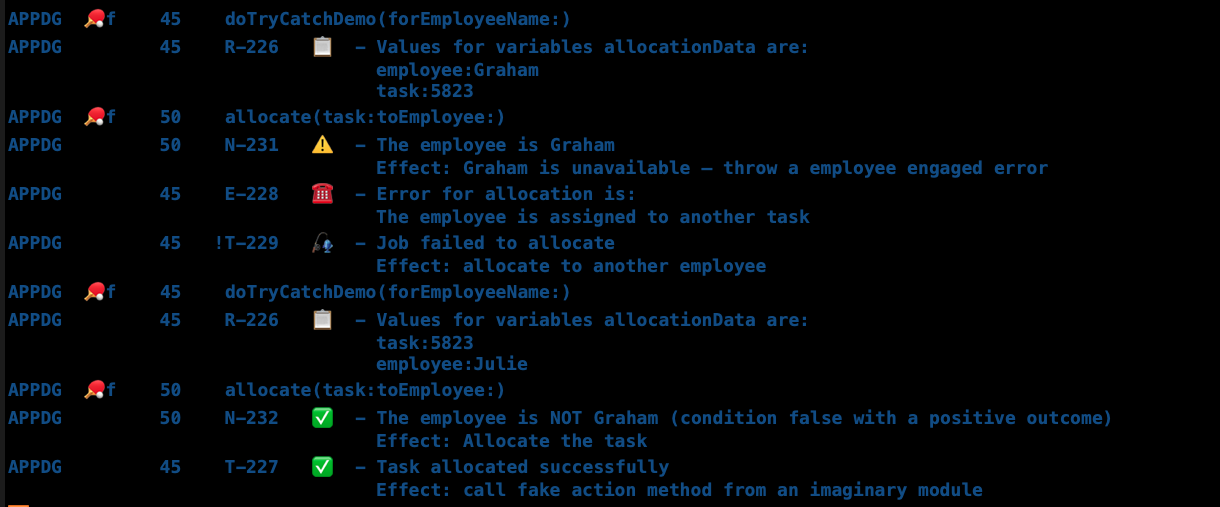 APPDG 🏓f 45 doTryCatchDemo(forEmployeeName:)
APPDG 45 R–226 📋 – Values for variables allocationData are:
employee:Graham
task:5823
APPDG 🏓f 50 allocate(task:toEmployee:)
APPDG 50 N–231 ⚠️ – The employee is Graham
Effect: Graham is unavailable – throw a employee engaged error
APPDG 45 E–228 ☎️ – Error for allocation is:
The employee is assigned to another task
APPDG 45 !T–229 🎣 – Job failed to allocate
Effect: allocate to another employee
APPDG 🏓f 45 doTryCatchDemo(forEmployeeName:)
APPDG 45 R–226 📋 – Values for variables allocationData are:
task:5823
employee:Julie
APPDG 🏓f 50 allocate(task:toEmployee:)
APPDG 50 N–232 ✅ – The employee is NOT Graham (condition false with a positive outcome)
Effect: Allocate the task
APPDG 45 T–227 ✅ – Task allocated successfully
Effect: call fake action method from an imaginary module